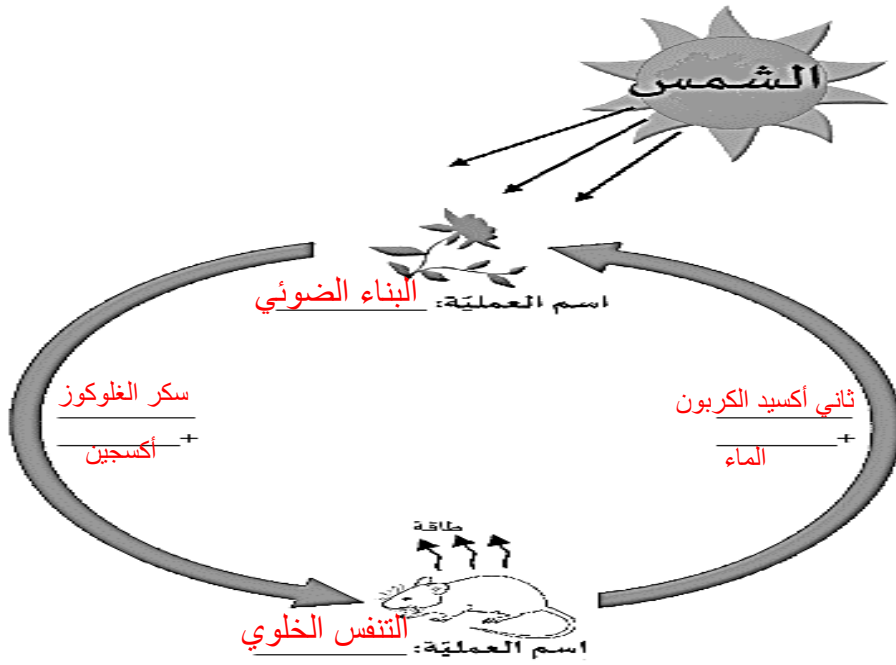 الشمس
اسم العمليّة: البناء الضوئي
ثاني أكسيد الكربون
+
الماء
سكر الغلوكوز
+
أكسجين
طاقة
اسم العمليّة: التنفس الخلوي